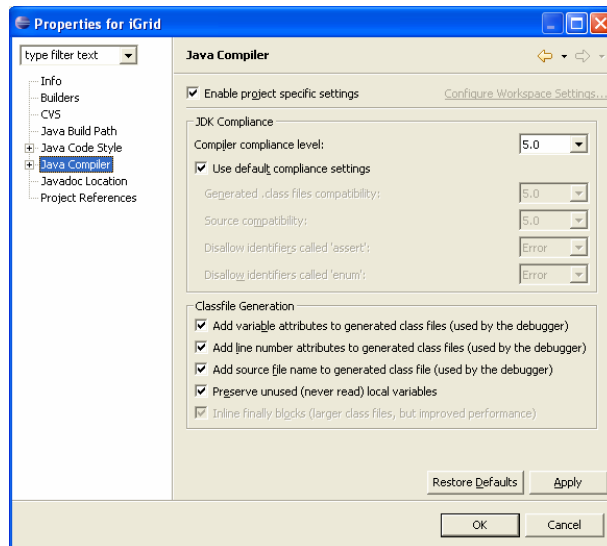 Properties for iGrid
type filter text
Info
Builders
CVS
Java Build Path
Java Code Style
Java Compiler
Javadoc Location
Project References
Java Compiler
Enable project specific settings
Configure Workspace Settings...
JDK Compliance
Compiler compliance level: 5.0
Use default compliance settings
Generated .class files compatibility: 5.0
Source compatibility: 5.0
Disallow identifiers called 'assert': Error
Disallow identifiers called 'enum': Error
Classfile Generation
Add variable attributes to generated class files (used by the debugger)
Add line number attributes to generated class files (used by the debugger)
Add source file name to generated class file (used by the debugger)
Preserve unused (never read) local variables
Inline finally blocks (larger class files, but improved performance)
Restore Defaults Apply
OK Cancel